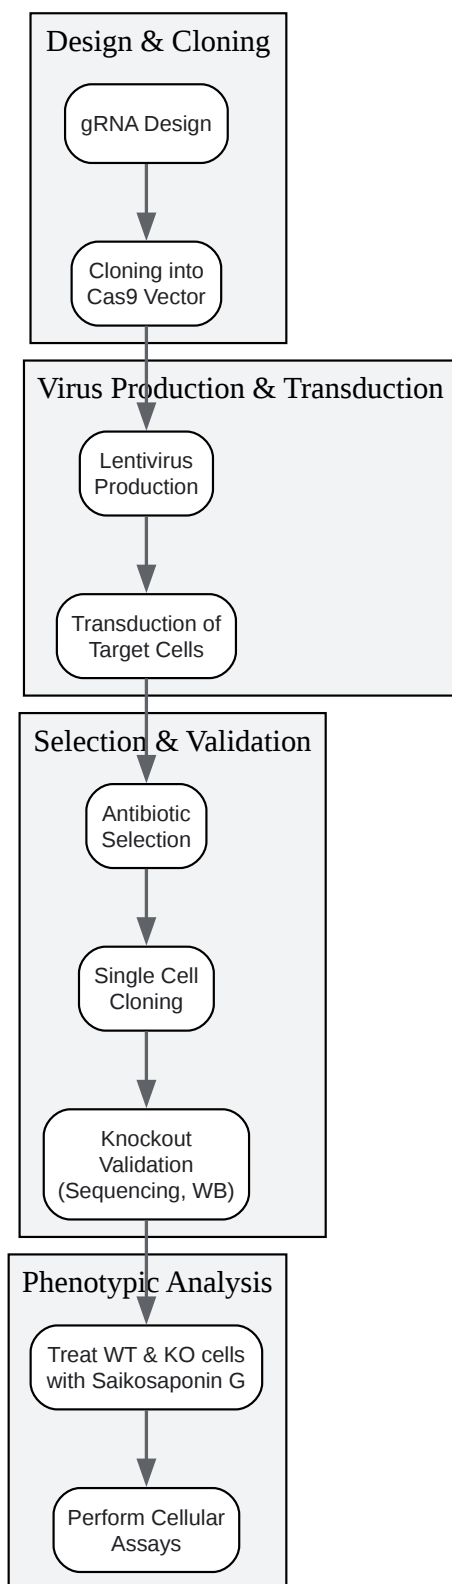 Design & Cloning
gRNA Design
Cloning into
Cas9 Vector
Virus Production & Transduction
Lentivirus
Production
Transduction of
Target Cells
Selection & Validation
Antibiotic
Selection
Single Cell
Cloning
Knockout
Validation
(Sequencing, WB)
Phenotypic Analysis
Treat WT & KO cells
with Saikosaponin G
Perform Cellular
Assays